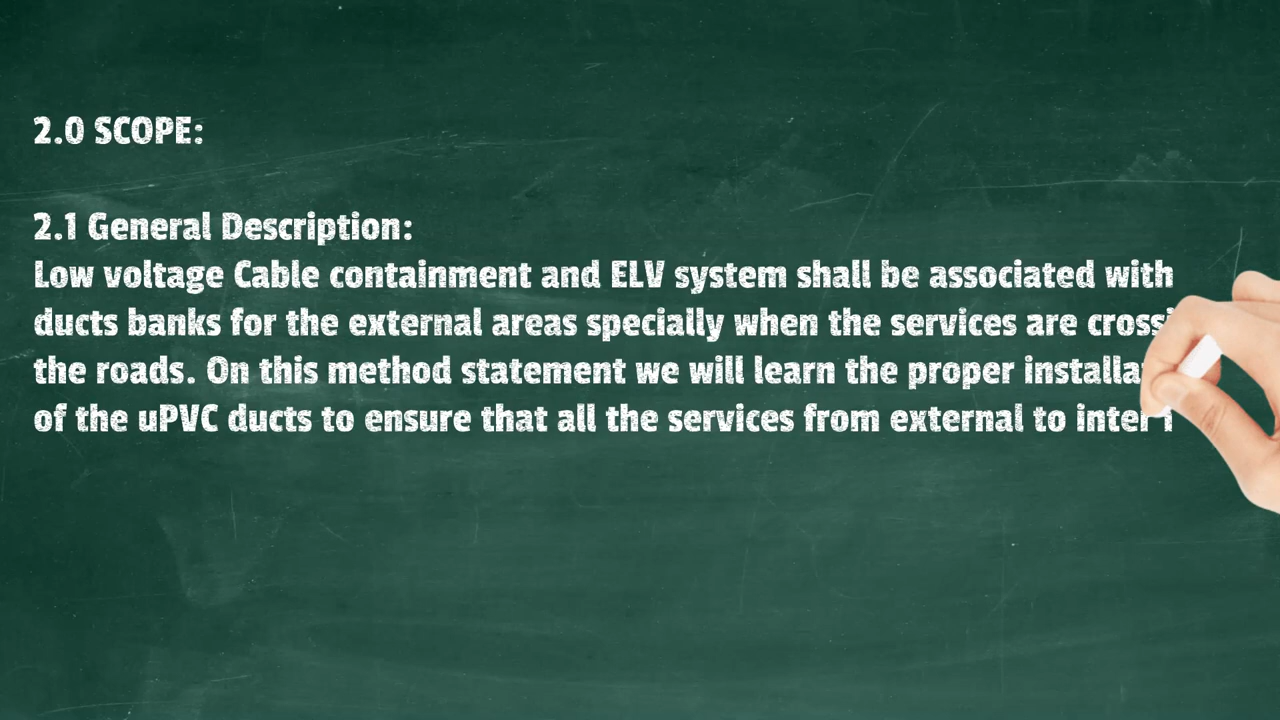 2.0 SCOPE:
2.1 General Description:
Low voltage Cable containment and ELV system shall be associated with
ducts banks for the external areas specially when the services are
the roads. On this method statement we will learn the proper
of the uPVC ducts to ensure that all the services from external to